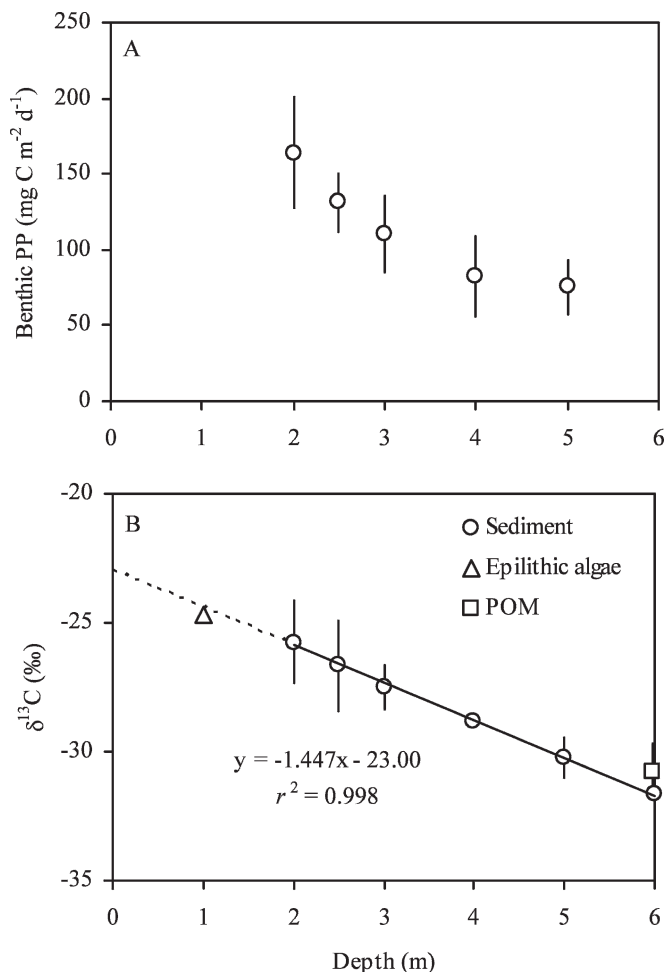 250
200
150
100
50
0
A
Benthic PP (mg C m⁻² d⁻¹)
0 1 2 3 4 5 6
-20
-25
-30
-35
B
Sediment
Epilithic algae
POM
δ¹³C (‰)
y = -1.447x - 23.00
r² = 0.998
0 1 2 3 4 5 6
Depth (m)